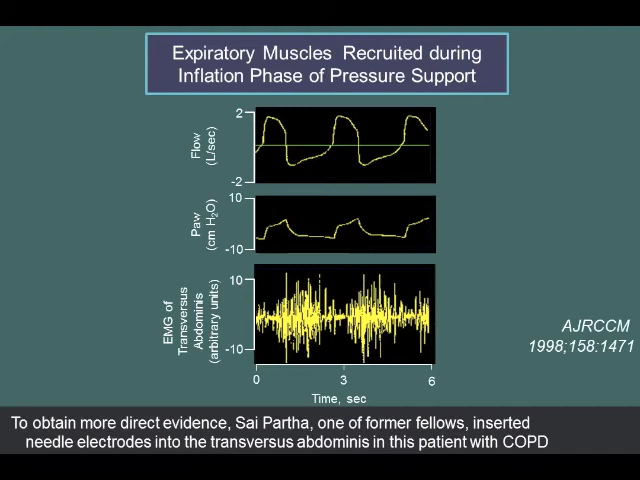 Expiratory Muscles Recruited during
Inflation Phase of Pressure Support
2
Flow
(L/sec)
-2
10
Paw
(cm H₂O)
-10
10
EMG of
Transversus
Abdominis
(arbitrary units)
-10
0 3 6
Time, sec
AJRCCM
1998;158:1471
To obtain more direct evidence, Sai Partha, one of former fellows, inserted
needle electrodes into the transversus abdominis in this patient with COPD